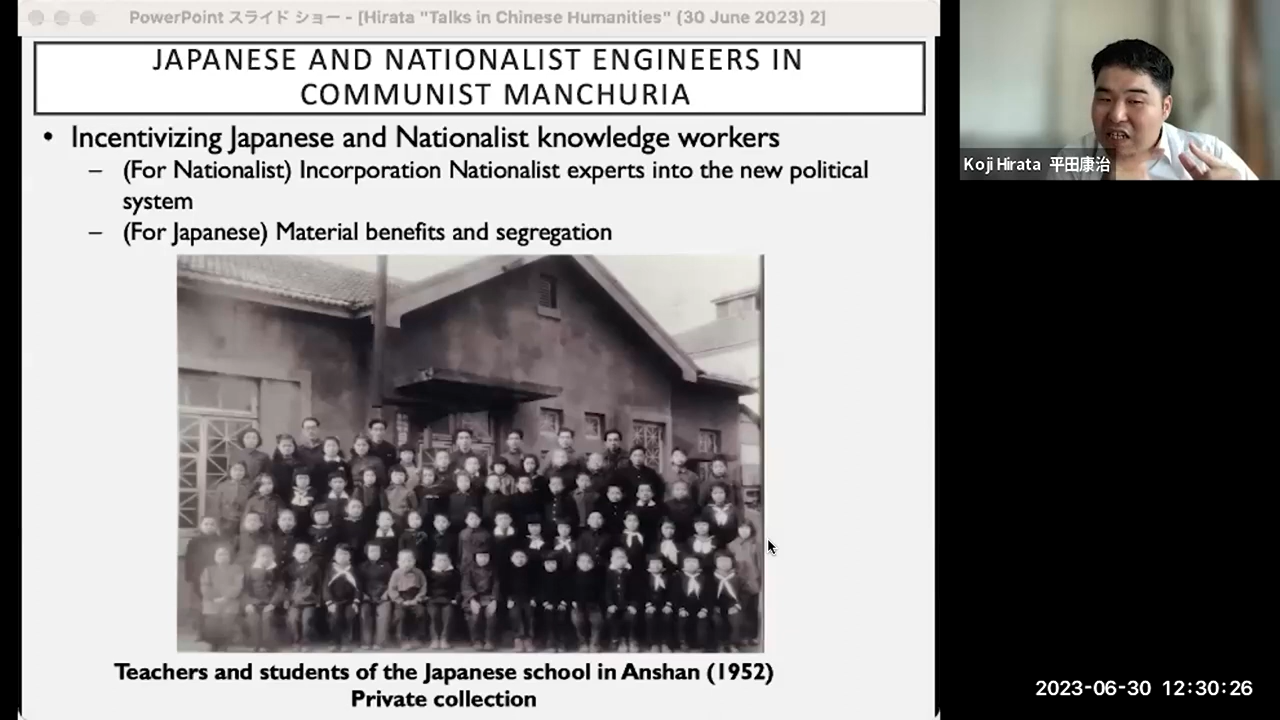 PowerPoint スライド ショー - [Hirata "Talks in Chinese Humanities" (30 June 2023) 2]
JAPANESE AND NATIONALIST ENGINEERS IN
COMMUNIST MANCHURIA
• Incentivizing Japanese and Nationalist knowledge workers
– (For Nationalist) Incorporation Nationalist experts into the new political
system
– (For Japanese) Material benefits and segregation
Teachers and students of the Japanese school in Anshan (1952)
Private collection
Koji Hirata 平田康治
2023-06-30 12:30:26